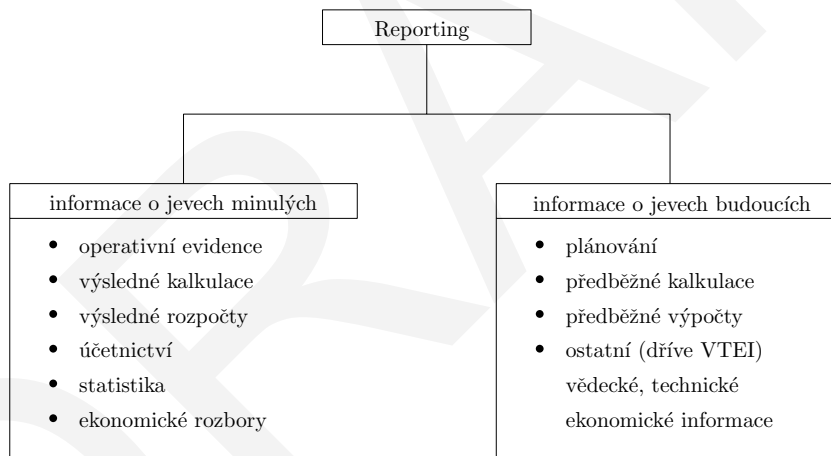 Reporting
informace o jevech minulých
• operativní evidence
• výsledné kalkulace
• výsledné rozpočty
• účetnictví
• statistika
• ekonomické rozbory
informace o jevech budoucích
• plánování
• předběžné kalkulace
• předběžné výpočty
• ostatní (dříve VTEI)
vědecké, technické
ekonomické informace